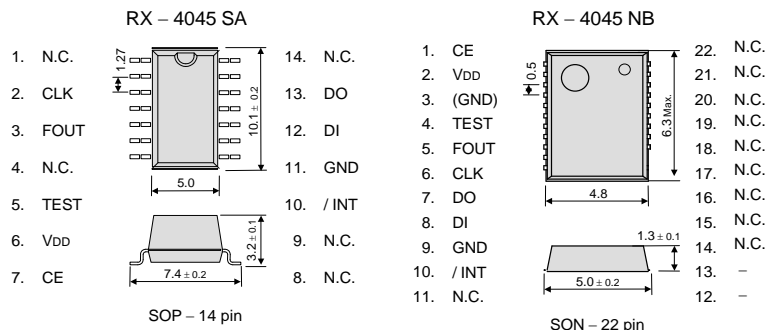 RX – 4045 SA
1. N.C.
2. CLK
3. FOUT
4. N.C.
5. TEST
6. VDD
7. CE
1.27
10.1 ± 0.2
5.0
3.2 ± 0.1
7.4 ± 0.2
14. N.C.
13. DO
12. DI
11. GND
10. / INT
9. N.C.
8. N.C.
SOP – 14 pin
RX – 4045 NB
1. CE
2. VDD
3. (GND)
4. TEST
5. FOUT
6. CLK
7. DO
8. DI
9. GND
10. / INT
11. N.C.
0.5
6.3 Max.
4.8
1.3 ± 0.1
5.0 ± 0.2
22. N.C.
21. N.C.
20. N.C.
19. N.C.
18. N.C.
17. N.C.
16. N.C.
15. N.C.
14. N.C.
13. –
12. –
SON – 22 pin